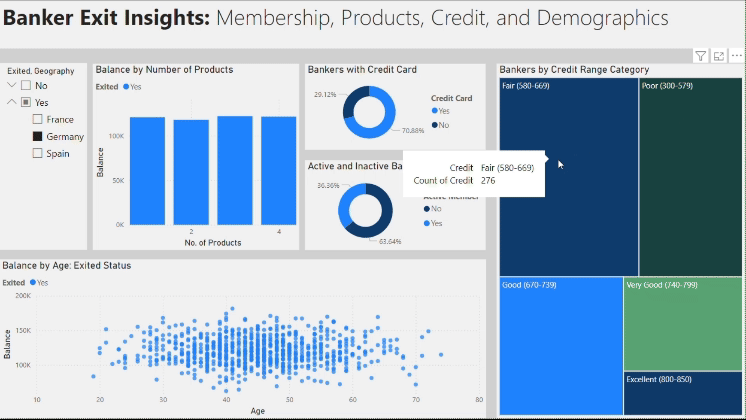 Banker Exit Insights: Membership, Products, Credit, and Demographics
Exited, Geography
No
Yes
France
Germany
Spain
Balance by Number of Products
Exited Yes
Balance
100K
50K
0K
2
4
No. of Products
Bankers with Credit Card
29.12%
70.88%
Credit Card
Yes
No
Active and Inactive Ba
36.36%
63.64%
Active Member
No
Yes
Credit Fair (580-669)
Count of Credit 276
Balance by Age: Exited Status
Exited Yes
Balance
200K
150K
100K
10
20
30
40
50
60
70
80
Age
Bankers by Credit Range Category
Fair (580-669)
Poor (300-579)
Good (670-739)
Very Good (740-799)
Excellent (800-850)